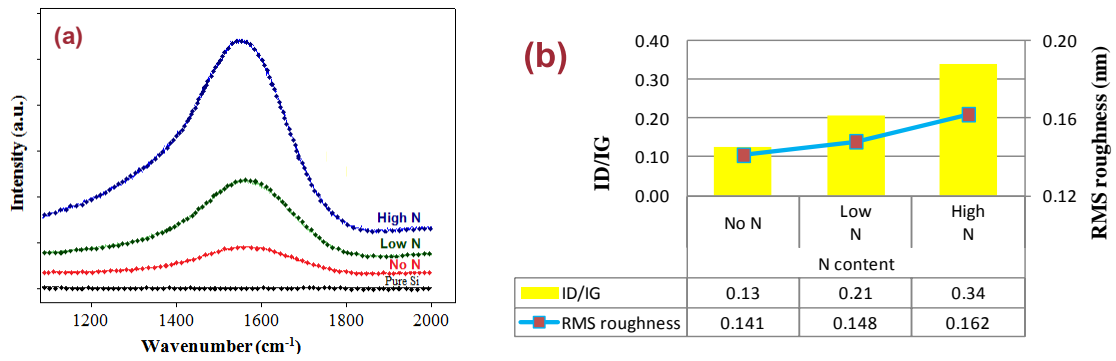 (a)
Intensity (a.u.)
High N
Low N
No N
Pure Si
1200 1400 1600 1800 2000
Wavenumber (cm-1)
(b)
ID/IG
0.40
0.30
0.20
0.10
0.00
0.20
0.16
0.12
RMS roughness (nm)
No N
Low
N
High
N
N content
ID/IG 0.13 0.21 0.34
RMS roughness 0.141 0.148 0.162